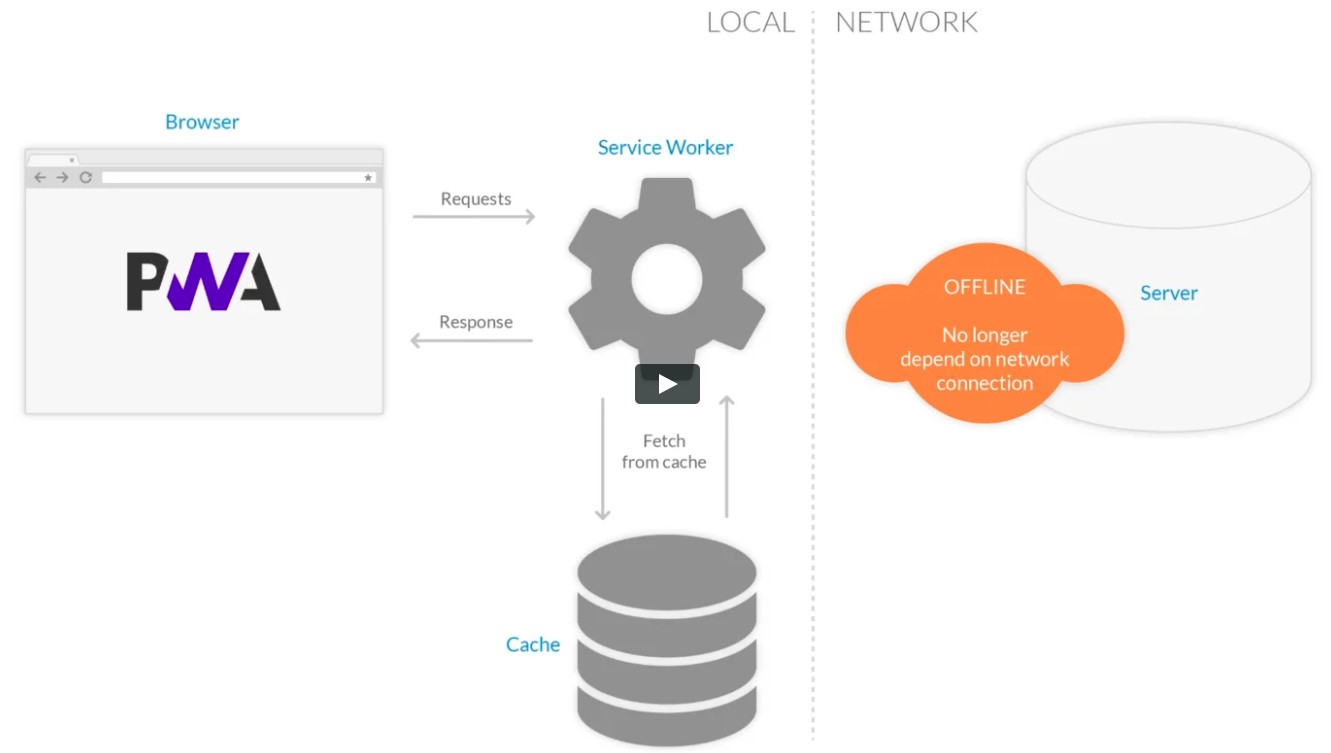 LOCAL
NETWORK
Browser
Service Worker
PWA
Requests
Response
OFFLINE
No longer
depend on network
connection
Server
Fetch
from cache
Cache